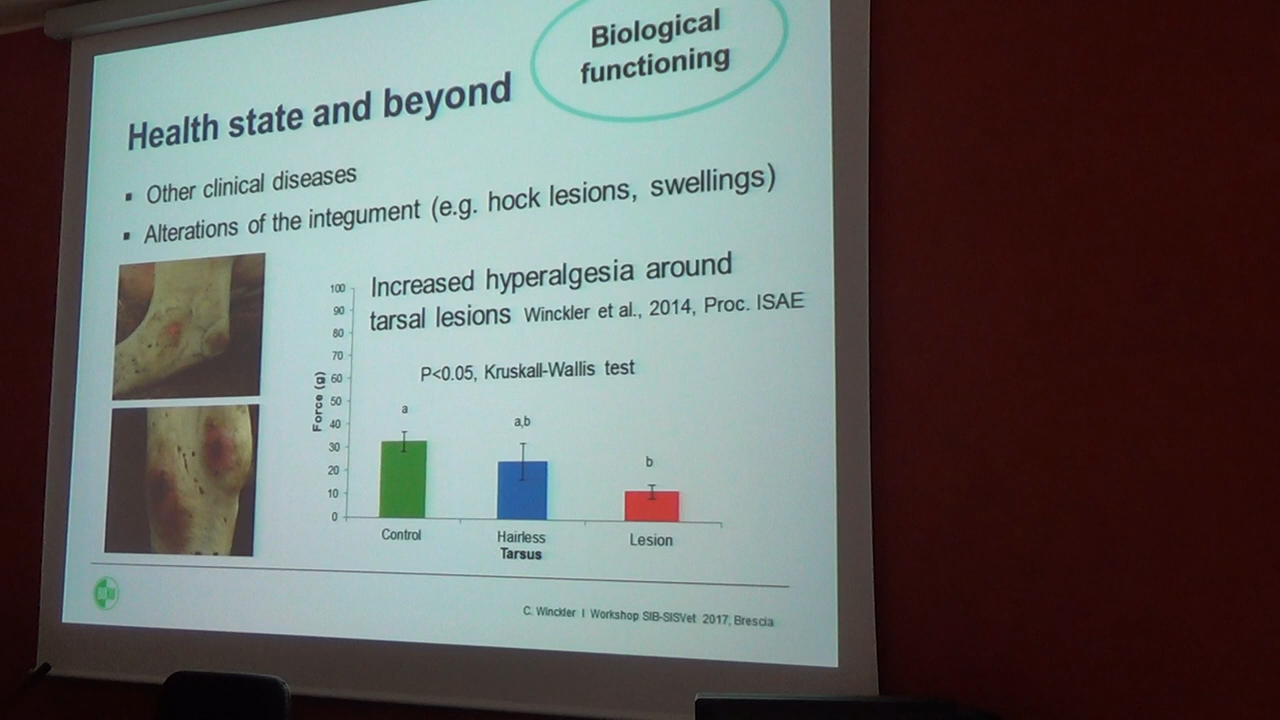 Biological
functioning
Health state and beyond
▪ Other clinical diseases
▪ Alterations of the integument (e.g. hock lesions, swellings)
Increased hyperalgesia around
tarsal lesions Winckler et al., 2014, Proc. ISAE
P<0.05, Kruskall-Wallis test
Force (g)
100
90
80
70
60
50
40
30
20
10
0
a
a,b
b
Control
Hairless
Lesion
Tarsus
C. Winckler I Workshop SIB-SISVet 2017, Brescia